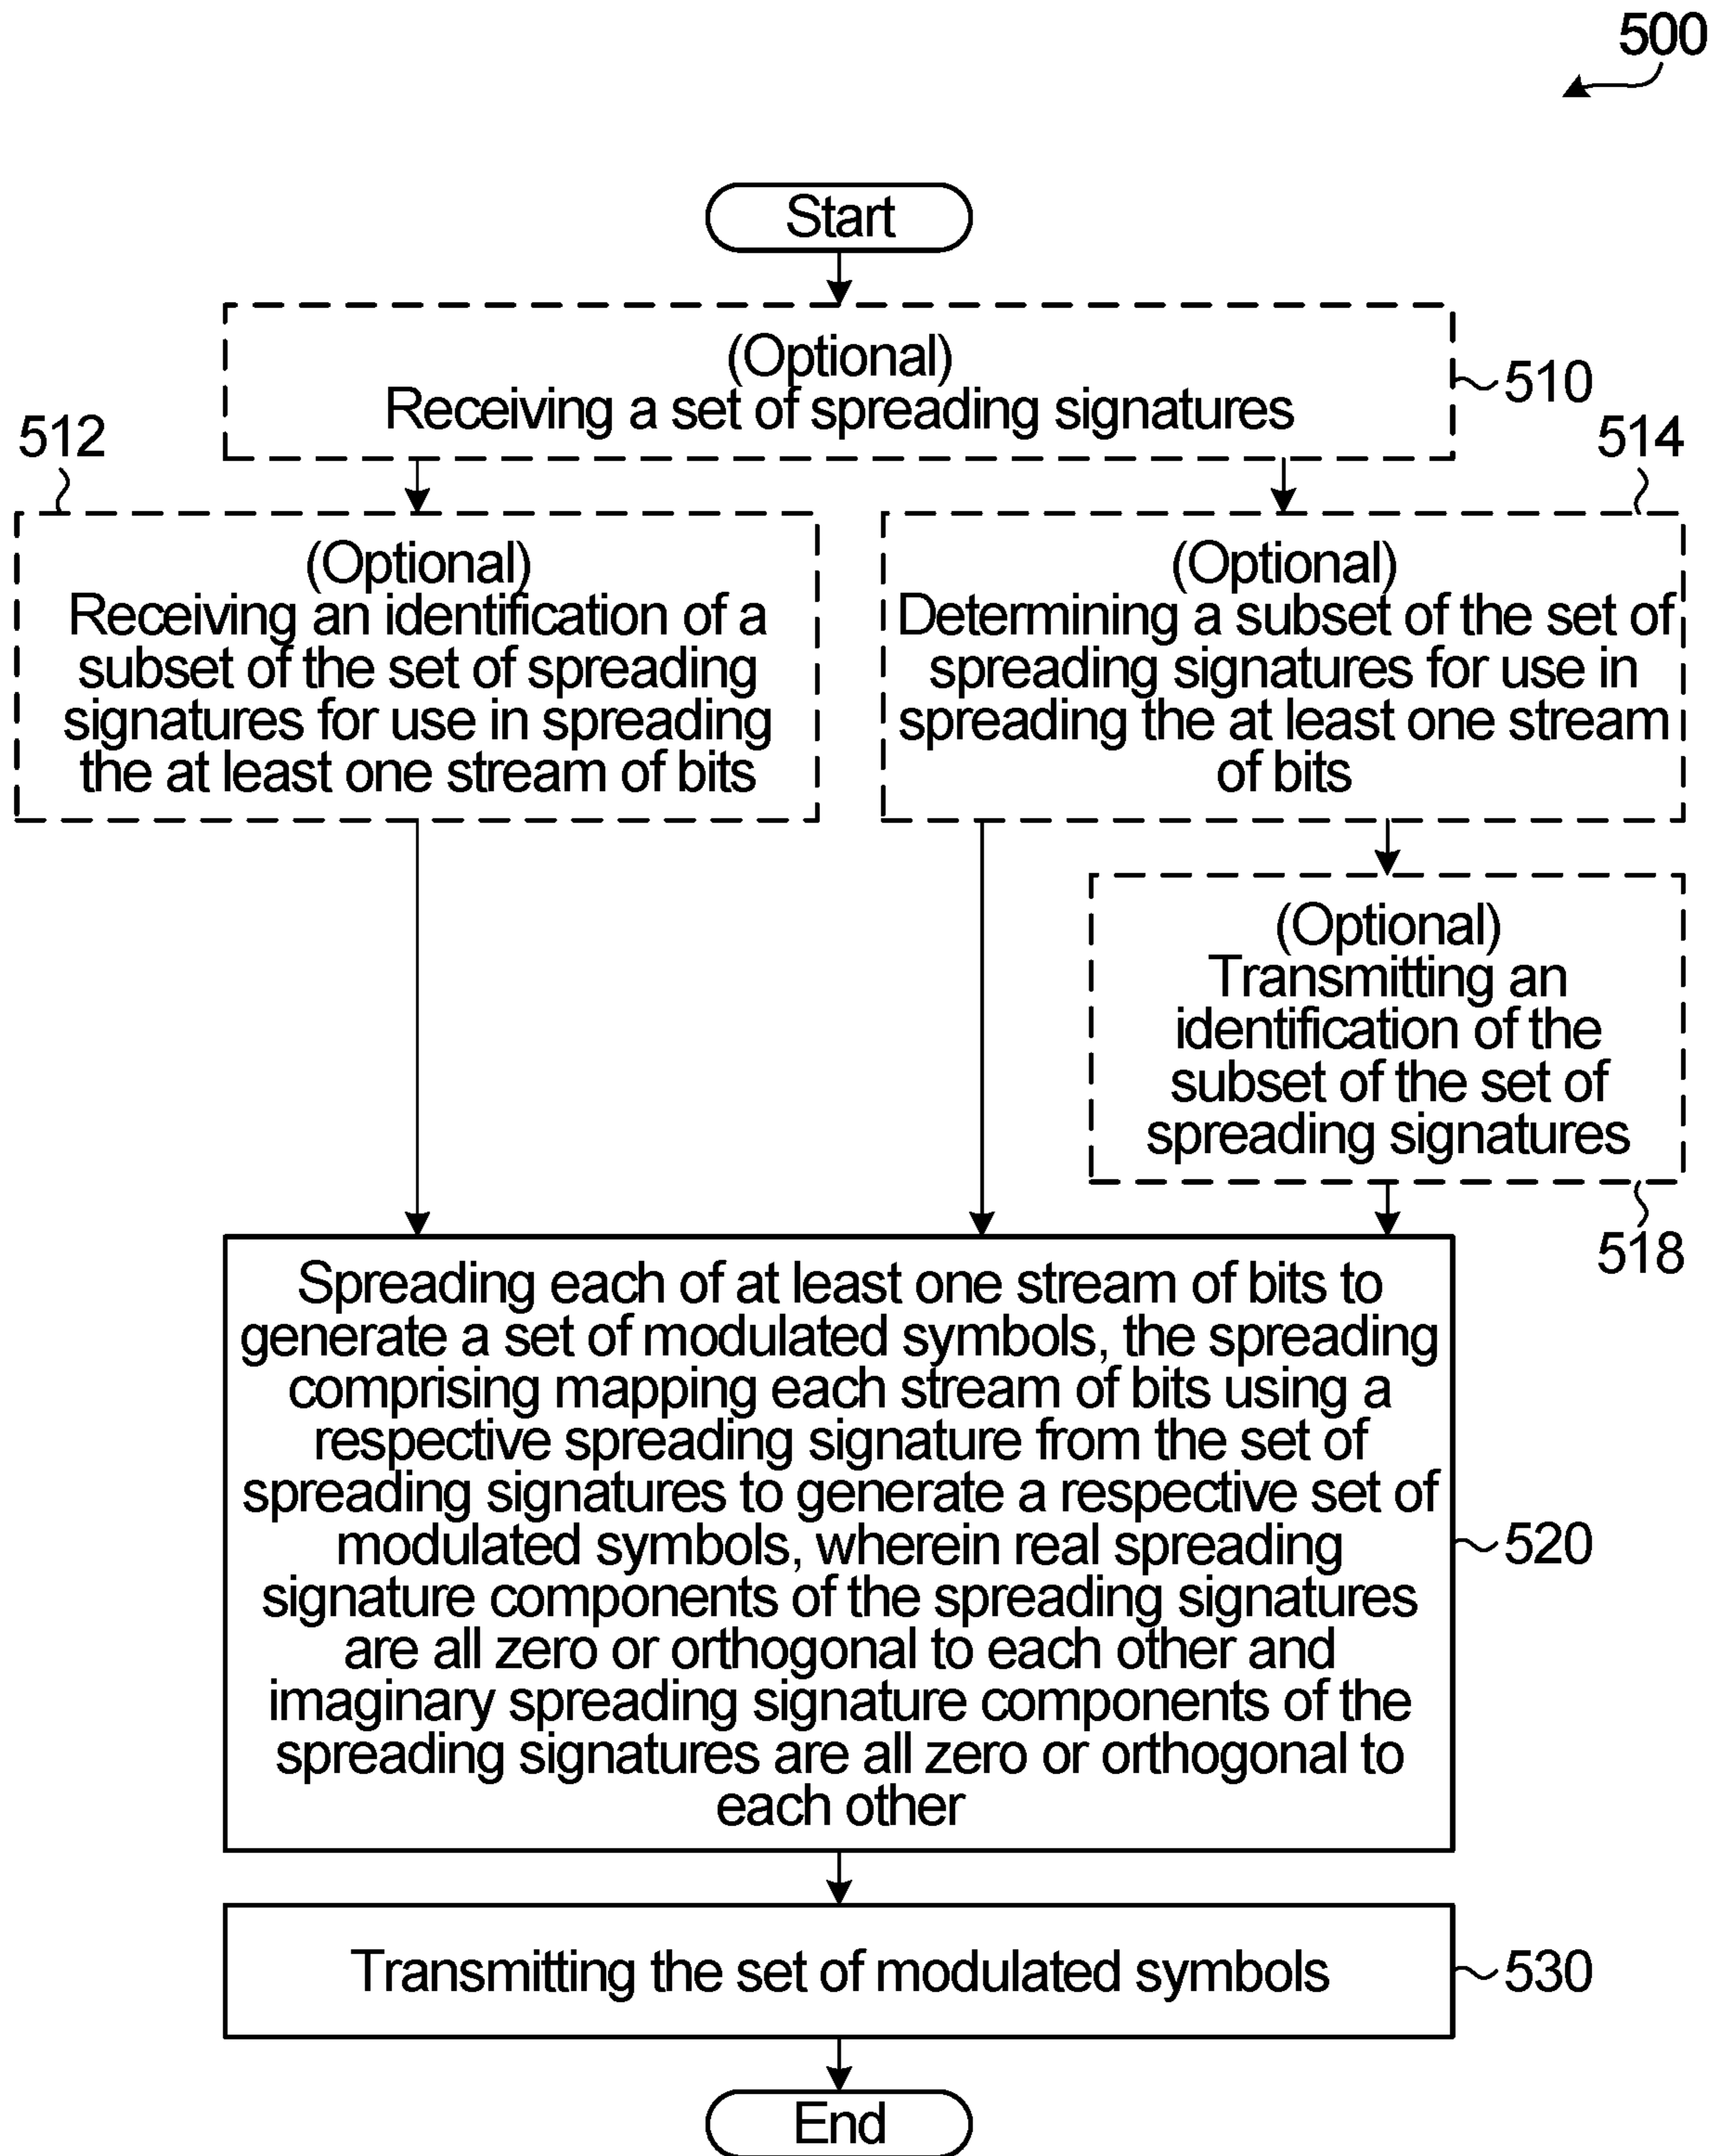 500
Start
(Optional)
Receiving a set of spreading signatures
510
512
514
(Optional)
Receiving an identification of a
subset of the set of spreading
signatures for use in spreading
the at least one stream of bits
(Optional)
Determining a subset of the set of
spreading signatures for use in
spreading the at least one stream
of bits
(Optional)
Transmitting an
identification of the
subset of the set of
spreading signatures
518
Spreading each of at least one stream of bits to
generate a set of modulated symbols, the spreading
comprising mapping each stream of bits using a
respective spreading signature from the set of
spreading signatures to generate a respective set of
modulated symbols, wherein real spreading
signature components of the spreading signatures
are all zero or orthogonal to each other and
imaginary spreading signature components of the
spreading signatures are all zero or orthogonal to
each other
520
Transmitting the set of modulated symbols
530
End